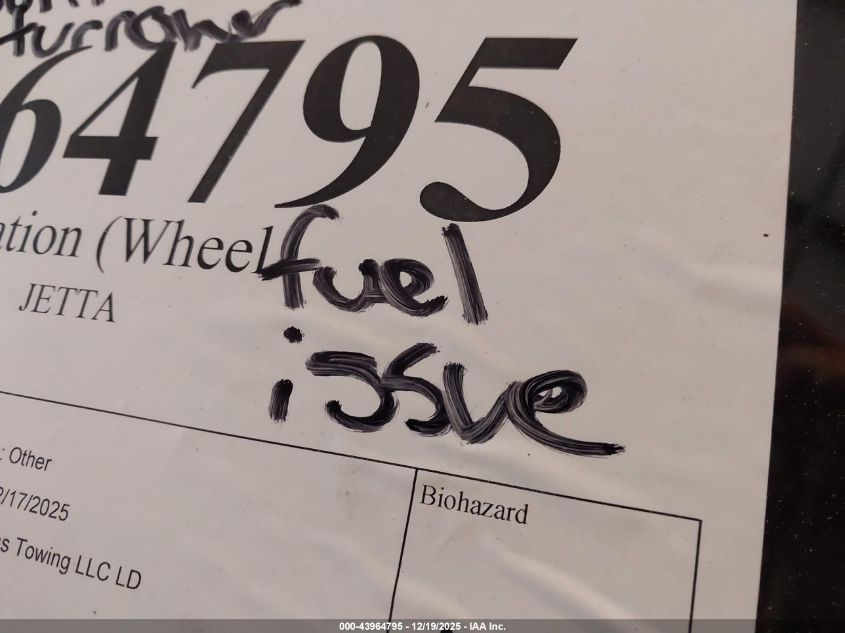 64795
ation (Wheel
JETTA
fuel
issue
: Other
2/17/2025
s Towing LLC LD
Biohazard
000-43964795 - 12/19/2025 - IAA Inc.